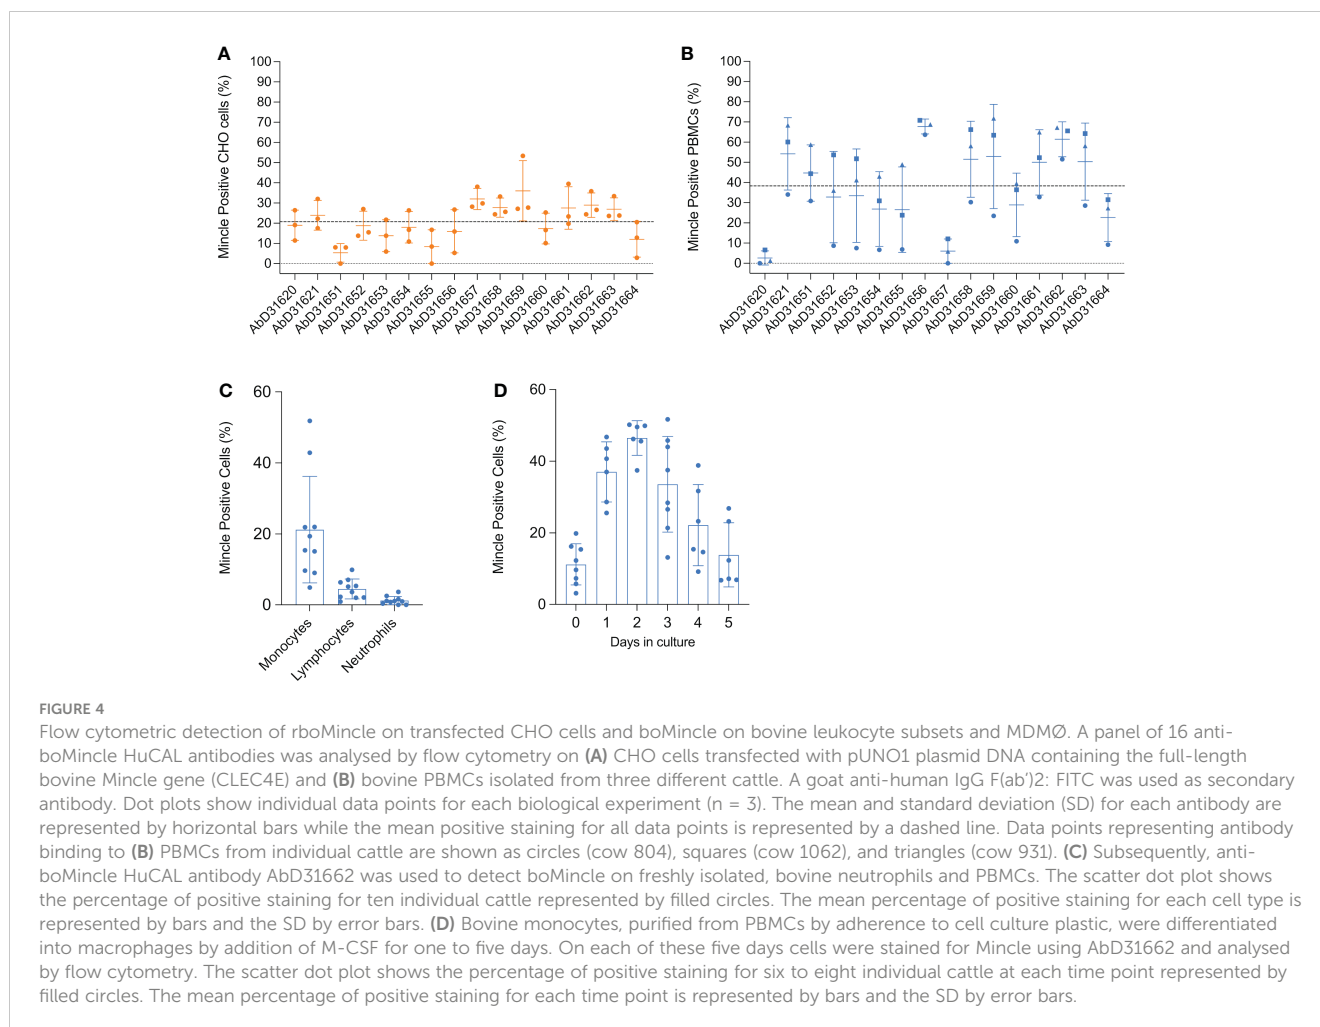 A
Mincle Positive CHO cells (%)
100
90
80
70
60
50
40
30
20
10
0
AbD31620
AbD31621
AbD31651
AbD31652
AbD31653
AbD31654
AbD31655
AbD31656
AbD31657
AbD31658
AbD31659
AbD31660
AbD31661
AbD31662
AbD31663
AbD31664
B
Mincle Positive PBMCs (%)
100
90
80
70
60
50
40
30
20
10
0
AbD31620
AbD31621
AbD31651
AbD31652
AbD31653
AbD31654
AbD31655
AbD31656
AbD31657
AbD31658
AbD31659
AbD31660
AbD31661
AbD31662
AbD31663
AbD31664
C
Mincle Positive Cells (%)
60
40
20
0
Monocytes
Lymphocytes
Neutrophils
D
Mincle Positive Cells (%)
60
40
20
0
0 1 2 3 4 5
Days in culture
FIGURE 4
Flow cytometric detection of rboMincle on transfected CHO cells and boMincle on bovine leukocyte subsets and MDMØ. A panel of 16 anti-
boMincle HuCAL antibodies was analysed by flow cytometry on (A) CHO cells transfected with pUNO1 plasmid DNA containing the full-length
bovine Mincle gene (CLEC4E) and (B) bovine PBMCs isolated from three different cattle. A goat anti-human IgG F(ab’)2: FITC was used as secondary
antibody. Dot plots show individual data points for each biological experiment (n = 3). The mean and standard deviation (SD) for each antibody are
represented by horizontal bars while the mean positive staining for all data points is represented by a dashed line. Data points representing antibody
binding to (B) PBMCs from individual cattle are shown as circles (cow 804), squares (cow 1062), and triangles (cow 931). (C) Subsequently, anti-
boMincle HuCAL antibody AbD31662 was used to detect boMincle on freshly isolated, bovine neutrophils and PBMCs. The scatter dot plot shows
the percentage of positive staining for ten individual cattle represented by filled circles. The mean percentage of positive staining for each cell type is
represented by bars and the SD by error bars. (D) Bovine monocytes, purified from PBMCs by adherence to cell culture plastic, were differentiated
into macrophages by addition of M-CSF for one to five days. On each of these five days cells were stained for Mincle using AbD31662 and analysed
by flow cytometry. The scatter dot plot shows the percentage of positive staining for six to eight individual cattle at each time point represented by
filled circles. The mean percentage of positive staining for each time point is represented by bars and the SD by error bars.